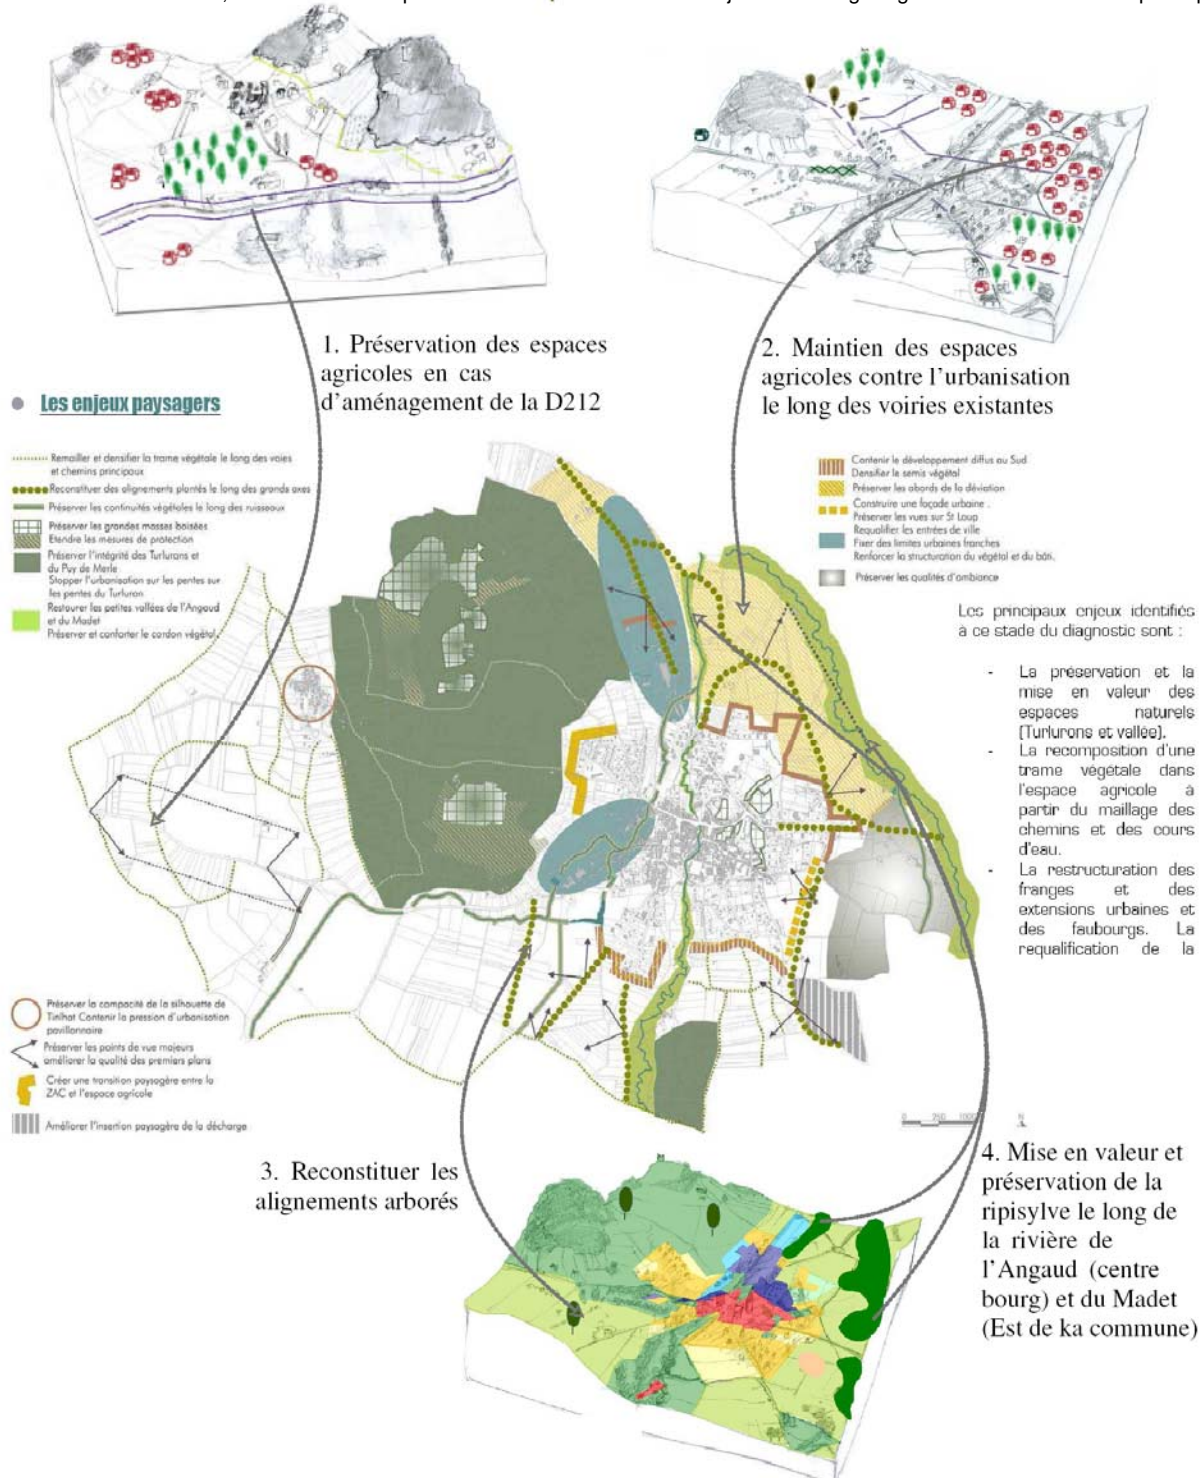 1. Préservation des espaces
agricoles en cas
d'aménagement de la D212
2. Maintien des espaces
agricoles contre l'urbanisation
le long des voiries existantes
Les enjeux paysagers
Remailler et densifier la trame végétale le long des voies
et chemins principaux
Reconstituer des alignements plantés le long des grands axes
Préserver les continuités végétales le long des ruisseaux
Préserver les grandes masses boisées
Etendre les mesures de protection
Préserver l'intégrité des Turlurons et
du Puy de Merle
Stopper l'urbanisation sur les pentes sur
les pentes du Turluron
Restaurer les petites vallées de l'Angaud
et du Madet
Préserver et conforter le cordon végétal
Contenir le développement diffus au Sud
Densifier le semis végétal
Préserver les abords de la déviation
Construire une façade urbaine .
Préserver les vues sur St Loup
Requalifier les entrées de ville
Fixer des limites urbaines franches
Renforcer la structuration du végétal et du bâti.
Préserver les qualités d'ambiance
Les principaux enjeux identifiés
à ce stade du diagnostic sont :
- La préservation et la
mise en valeur des
espaces naturels
(Turlurons et vallée).
- La recomposition d'une
trame végétale dans
l'espace agricole à
partir du maillage des
chemins et des cours
d'eau.
- La restructuration des
franges et des
extensions urbaines et
des faubourgs. La
requalification de la
Préserver la compacité de la silhouette de
Tinlhat Contenir la pression d'urbanisation
pavillonnaire
Préserver les points de vue majeurs
améliorer la qualité des premiers plans
Créer une transition paysagère entre la
ZAC et l'espace agricole
Améliorer l'insertion paysagère de la décharge
0 250 1000 N
3. Reconstituer les
alignements arborés
4. Mise en valeur et
préservation de la
ripisylve le long de
la rivière de
l'Angaud (centre
bourg) et du Madet
(Est de ka commune)